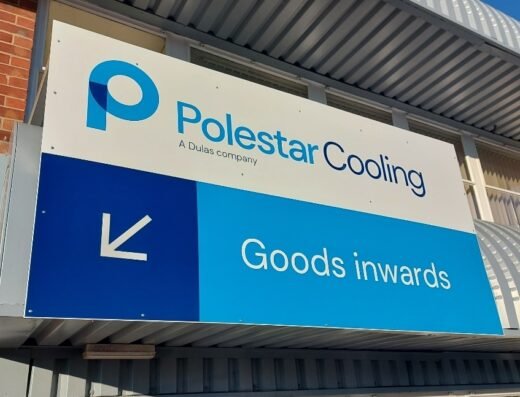 Polestar Cooling
A Dulas company
Goods inwards